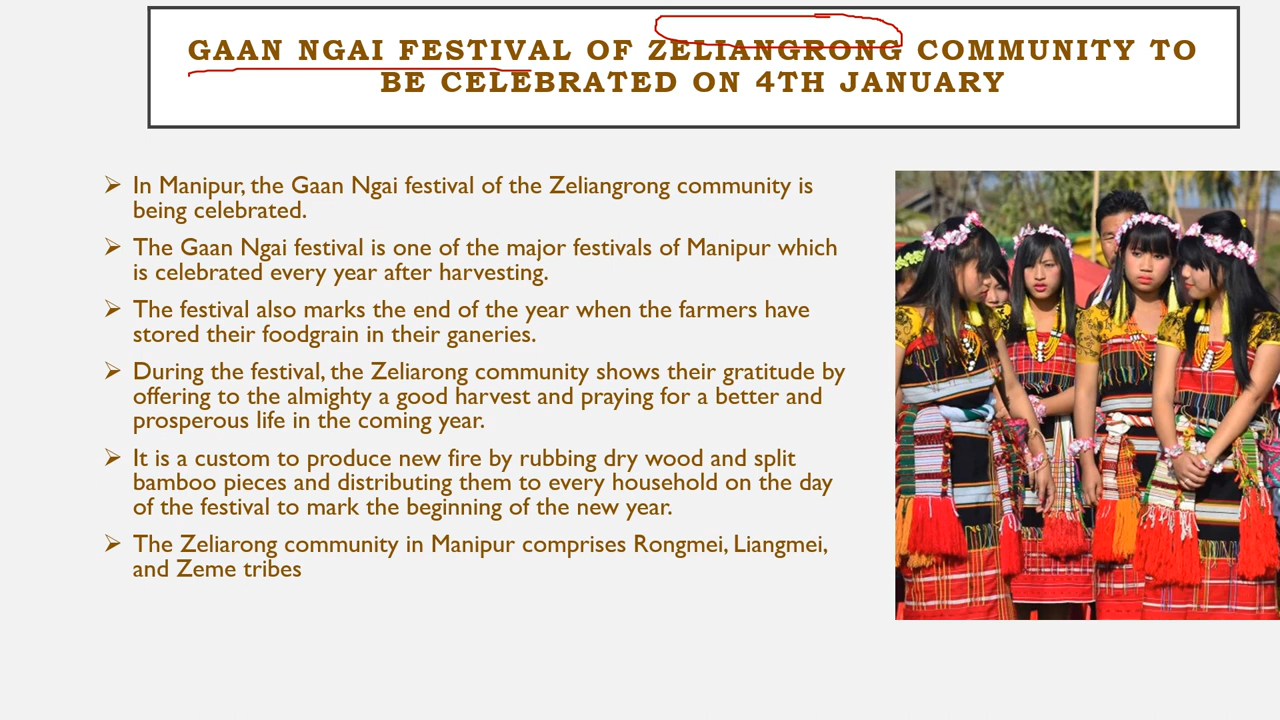 GAAN NGAI FESTIVAL OF ZELIANGRONG COMMUNITY TO
BE CELEBRATED ON 4TH JANUARY
➢ In Manipur, the Gaan Ngai festival of the Zeliangrong community is
being celebrated.
➢ The Gaan Ngai festival is one of the major festivals of Manipur which
is celebrated every year after harvesting.
➢ The festival also marks the end of the year when the farmers have
stored their foodgrain in their ganeries.
➢ During the festival, the Zeliarong community shows their gratitude by
offering to the almighty a good harvest and praying for a better and
prosperous life in the coming year.
➢ It is a custom to produce new fire by rubbing dry wood and split
bamboo pieces and distributing them to every household on the day
of the festival to mark the beginning of the new year.
➢ The Zeliarong community in Manipur comprises Rongmei, Liangmei,
and Zeme tribes